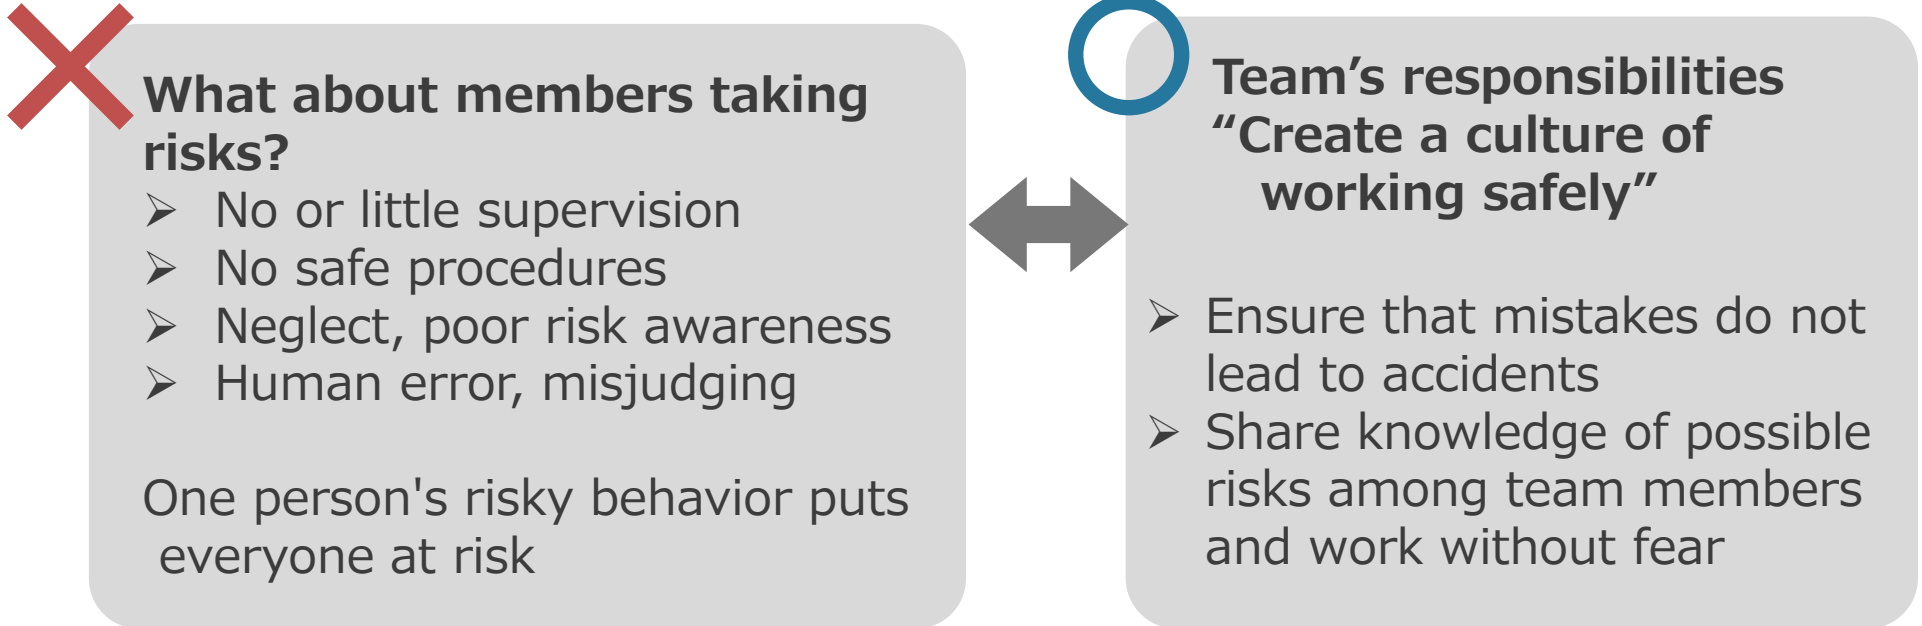 What about members taking
risks?
➢ No or little supervision
➢ No safe procedures
➢ Neglect, poor risk awareness
➢ Human error, misjudging
One person's risky behavior puts
everyone at risk
Team’s responsibilities
“Create a culture of
working safely”
➢ Ensure that mistakes do not
lead to accidents
➢ Share knowledge of possible
risks among team members
and work without fear